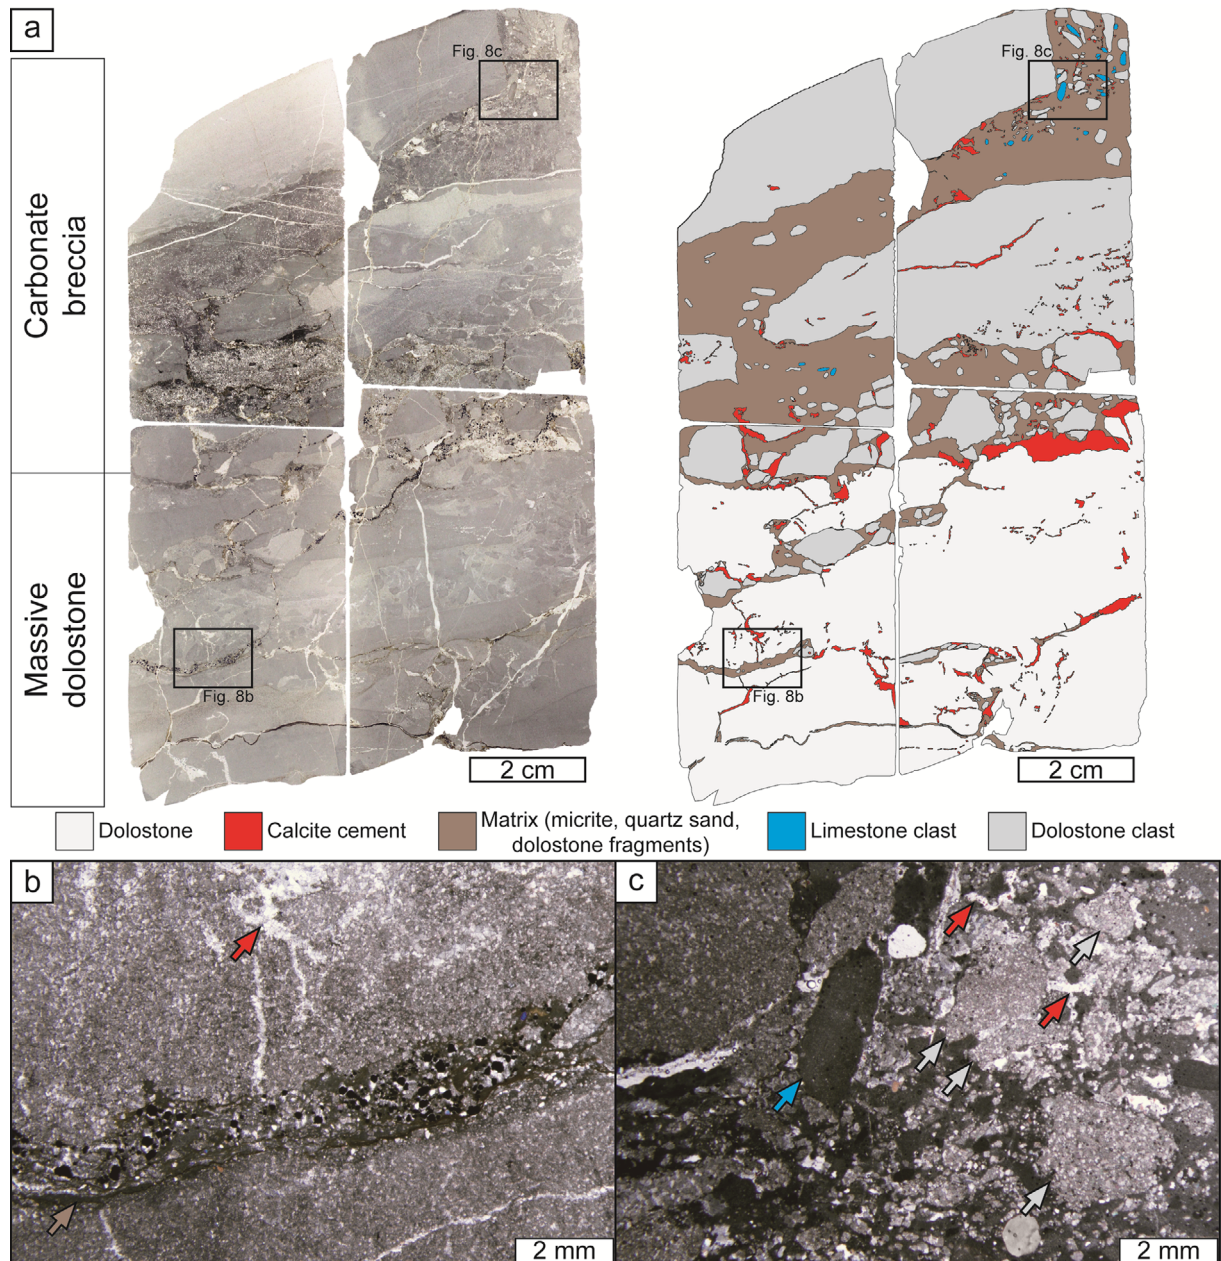 a
Carbonate
breccia
Massive
dolostone
Fig. 8c
Fig. 8b
2 cm
Fig. 8c
Fig. 8b
2 cm
Dolostone
Calcite cement
Matrix (micrite, quartz sand,
dolostone fragments)
Limestone clast
Dolostone clast
b
2 mm
c
2 mm